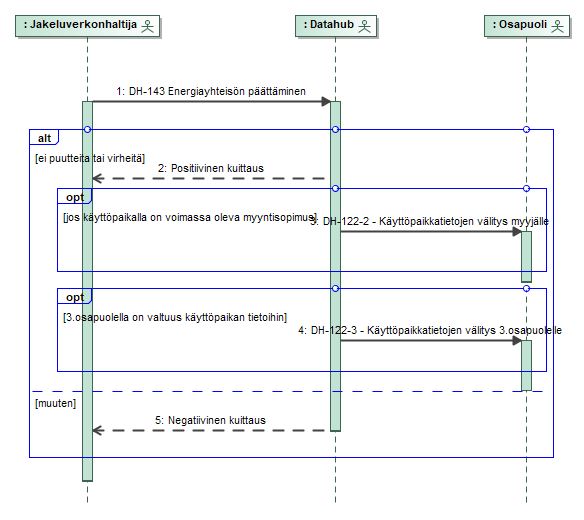 : Jakeluverkonhaltija
: Datahub
: Osapuoli
1: DH-143 Energiayhteisön päättäminen
alt
[ei puutteita tai virheitä]
2: Positiivinen kuittaus
opt
[jos käyttöpaikalla on voimassa oleva myyntisopimus]
3: DH-122-2 - Käyttöpaikkatietojen välitys myyjälle
opt
[3.osapuolella on valtuus käyttöpaikan tietoihin]
4: DH-122-3 - Käyttöpaikkatietojen välitys 3.osapuolelle
[muuten]
5: Negatiivinen kuittaus